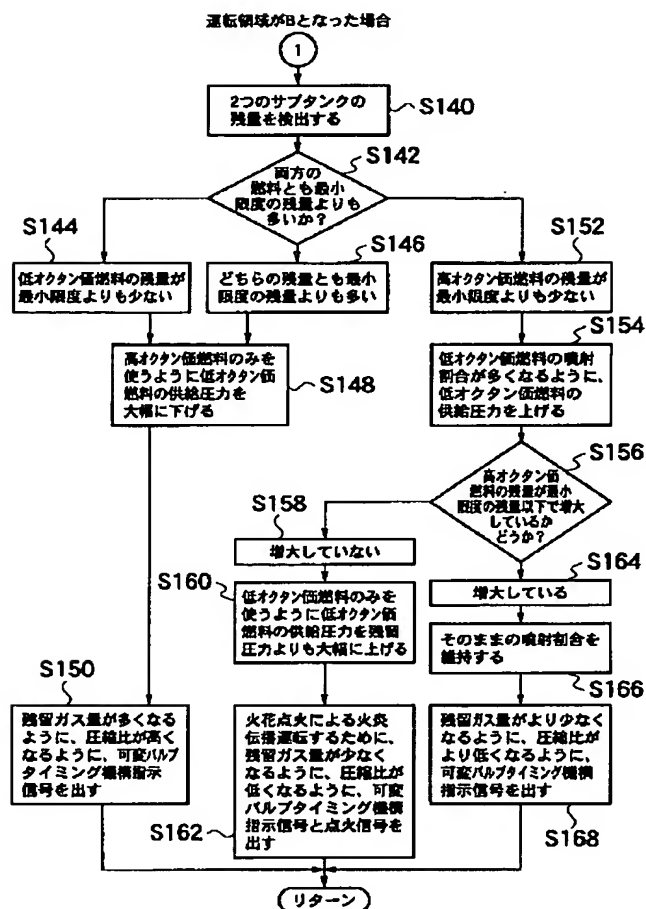 運転領域がBとなった場合
1
2つのサブタンクの
残量を検出する
S140
両方の
燃料とも最小
限度の残量よりも
多いか?
S142
S144
低オクタン価燃料の残量が
最小限度よりも少ない
S146
どちらの残量とも最小
限度の残量よりも多い
S152
高オクタン価燃料の残量が
最小限度よりも少ない
高オクタン価燃料のみを
使うように低オクタン価
燃料の供給圧力を
大幅に下げる
S148
S154
低オクタン価燃料の噴射
割合が多くなるように、
低オクタン価燃料の
供給圧力を上げる
S156
高オクタン価
燃料の残量が最小
限度の残量以下で増大
しているか
どうか?
S158
増大していない
S164
増大している
S160
低オクタン価燃料のみを
使うように低オクタン価
燃料の供給圧力を残留
圧力よりも大幅に上げる
そのままの噴射割合を
維持する
S166
S150
残留ガス量が多くなる
ように、圧縮比が高く
なるように、可変バルブ
タイミング機構指示
信号を出す
火花点火による火炎
伝播運転するために、
残留ガス量が少なく
なるように、圧縮比が
低くなるように、可変
バルブタイミング機構
指示信号と点火信号を
出す
S162
残留ガス量がより少なく
なるように、圧縮比が
より低くなるように、
可変バルブタイミング機構
指示信号を出す
S168
リターン